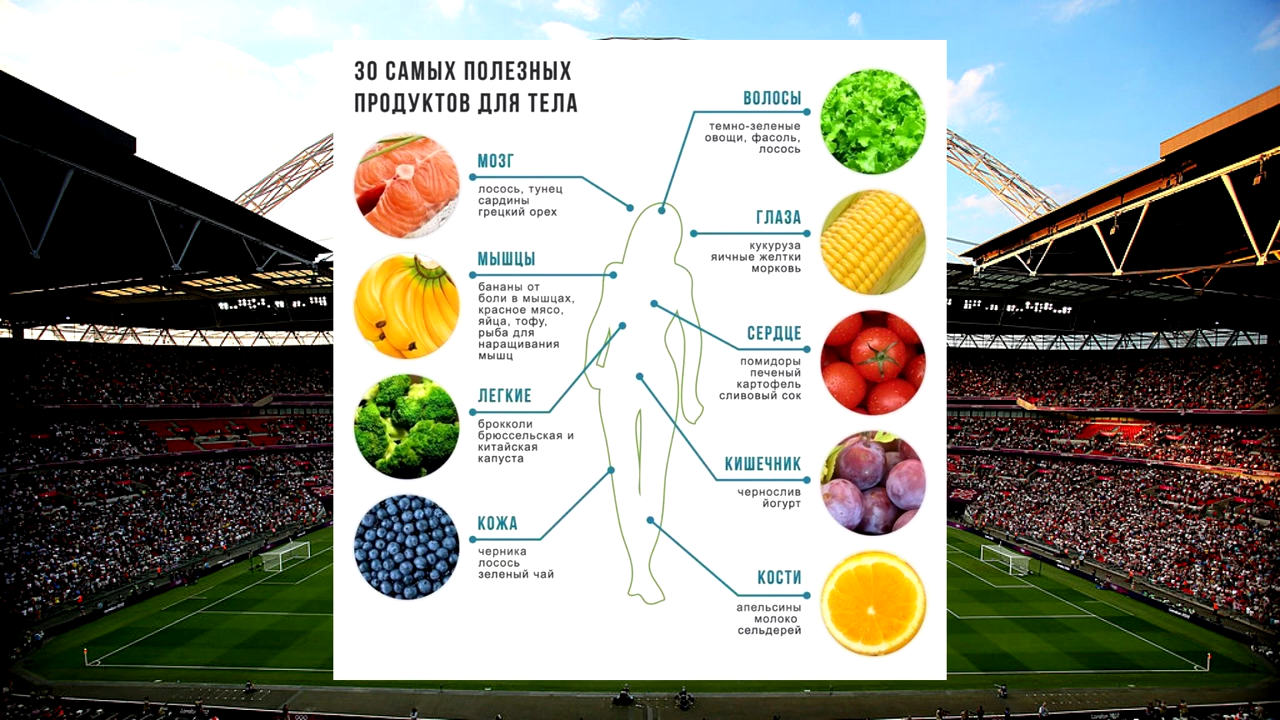 30 САМЫХ ПОЛЕЗНЫХ
ПРОДУКТОВ ДЛЯ ТЕЛА
МОЗГ
лосось, тунец
сардины
грецкий орех
МЫШЦЫ
бананы от
боли в мышцах,
красное мясо,
яйца, тофу,
рыба для
наращивания
мышц
ЛЕГКИЕ
брокколи
брюссельская и
китайская
капуста
КОЖА
черника
лосось
зеленый чай
ВОЛОСЫ
темно-зеленые
овощи, фасоль,
лосось
ГЛАЗА
кукуруза
яичные желтки
морковь
СЕРДЦЕ
помидоры
печеный
картофель
сливовый сок
КИШЕЧНИК
чернослив
йогурт
КОСТИ
апельсины
молоко
сельдерей